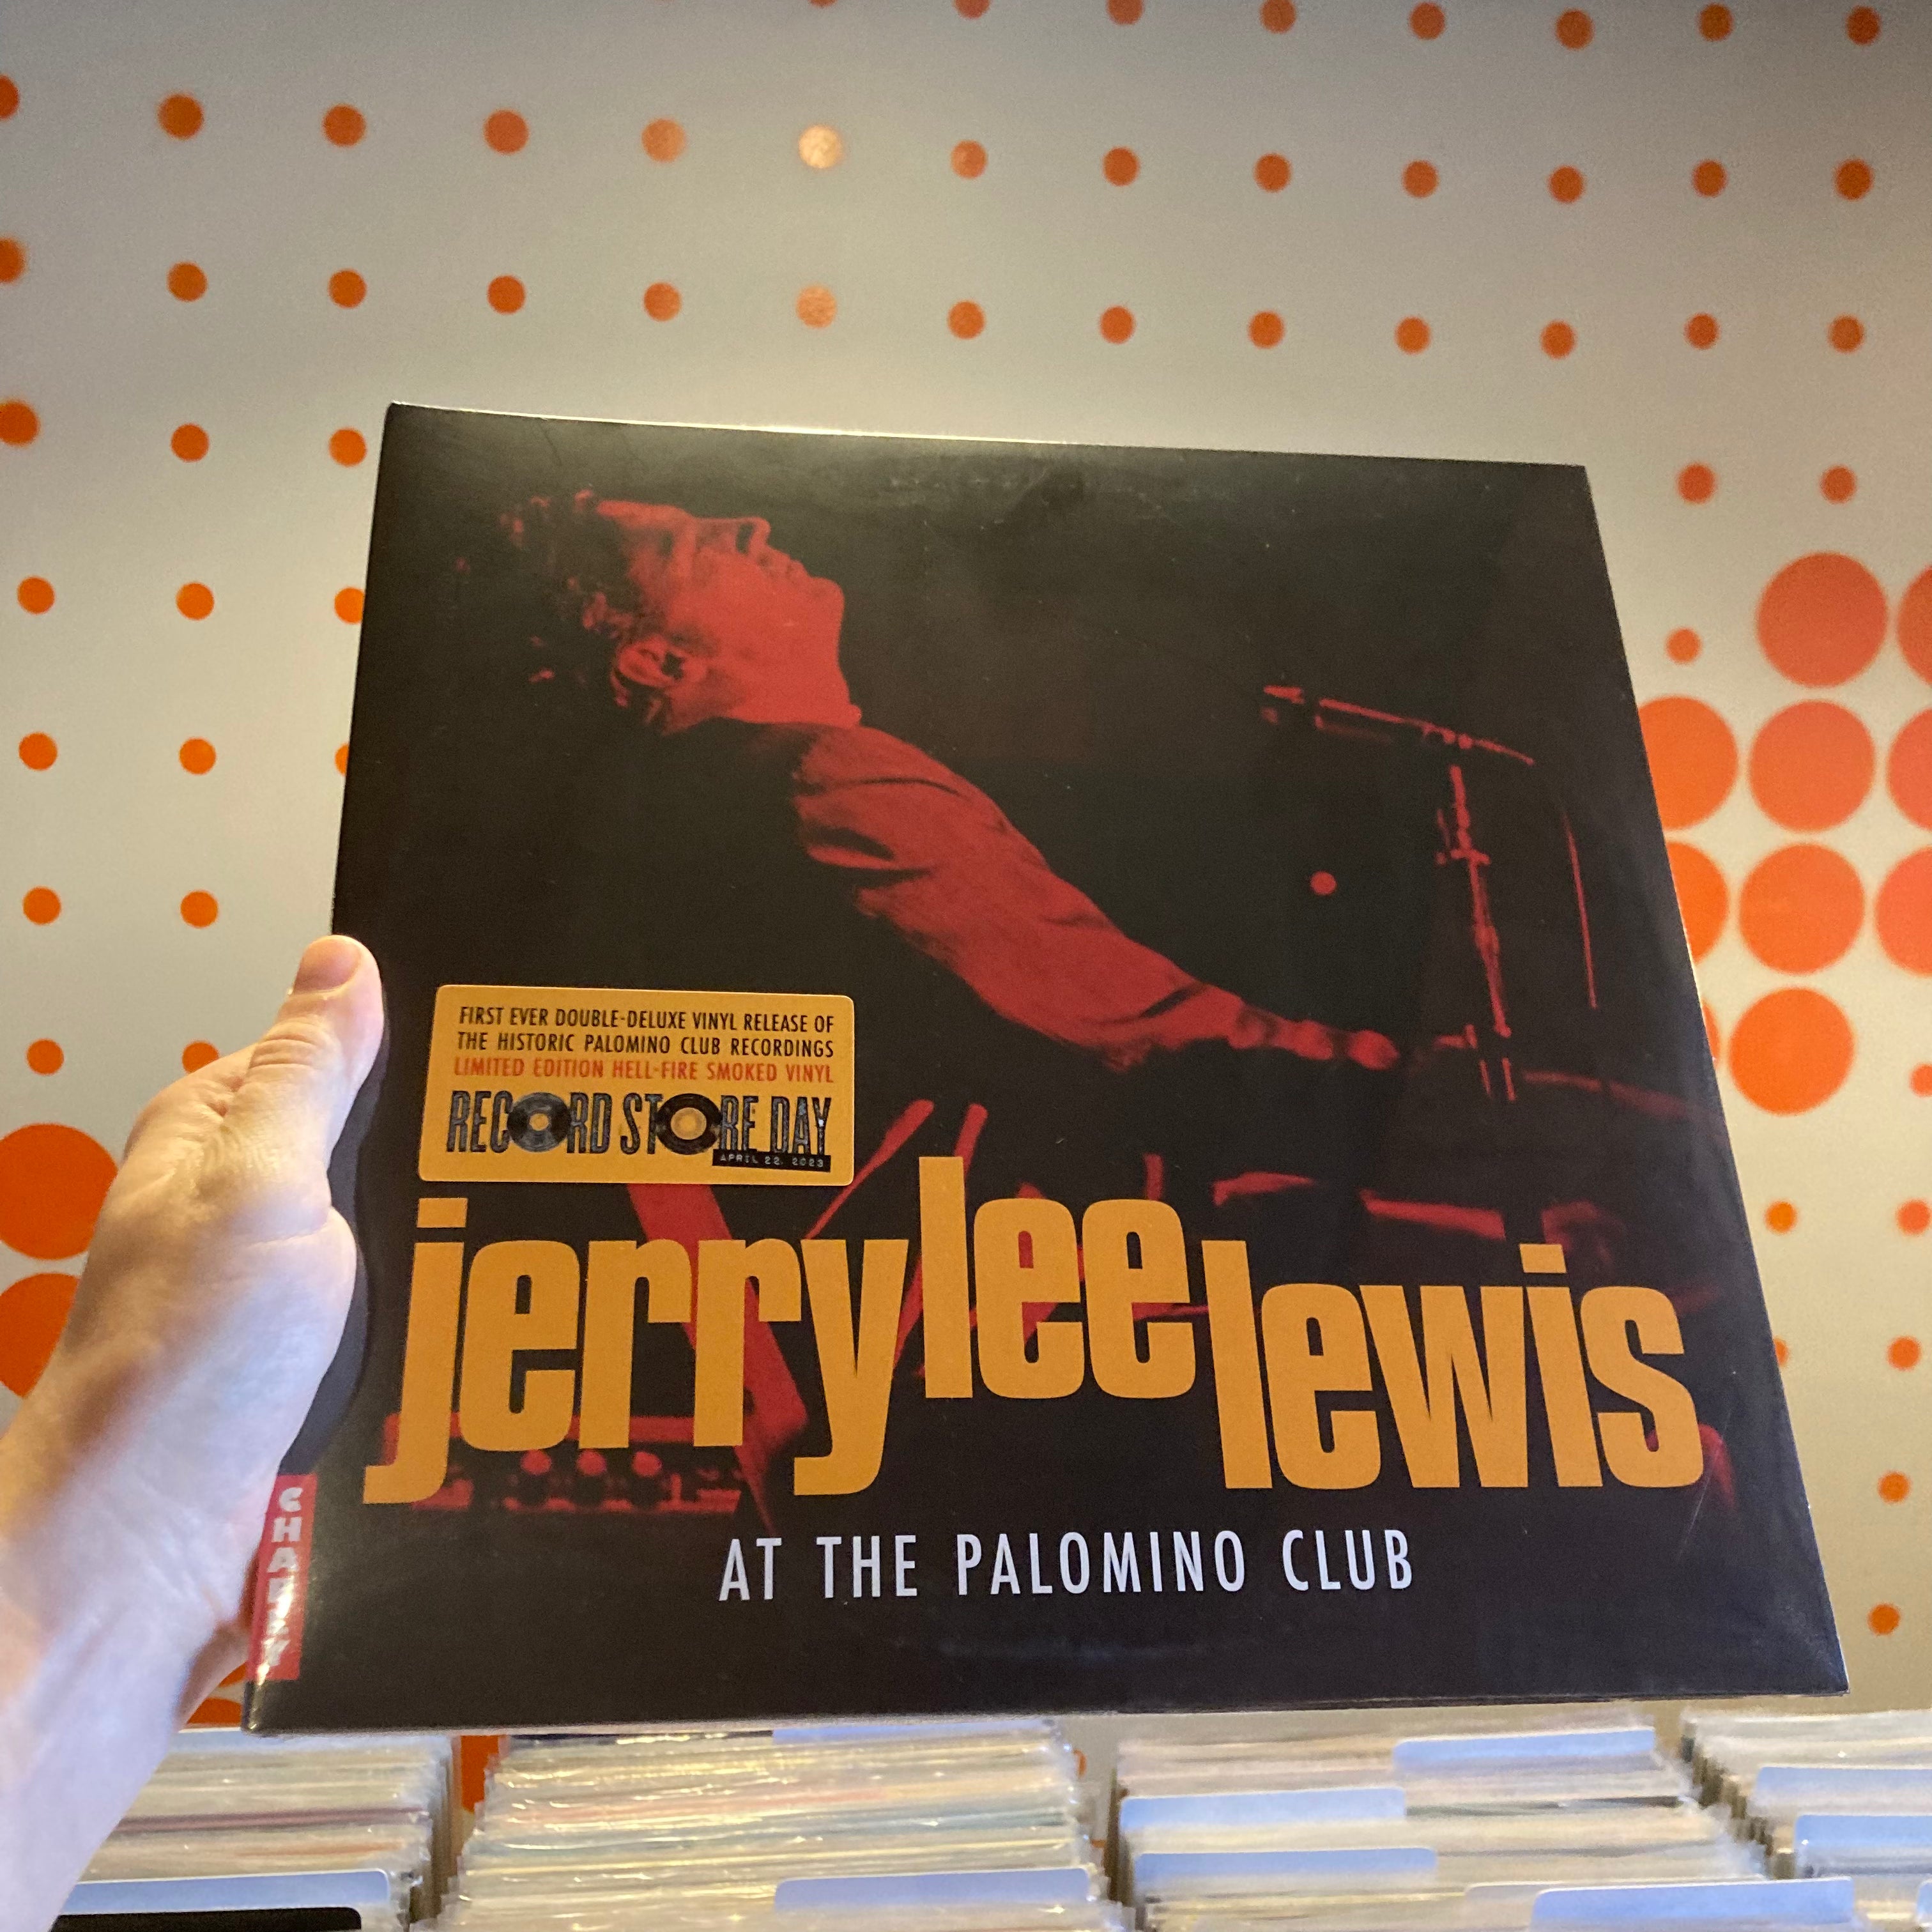 FIRST EVER DOUBLE-DELUXE VINYL RELEASE OF
THE HISTORIC PALOMINO CLUB RECORDINGS
LIMITED EDITION HELL-FIRE SMOKED VINYL
RECORD STORE DAY
APRIL 22, 2023
jerry lee lewis
AT THE PALOMINO CLUB
CHARLY